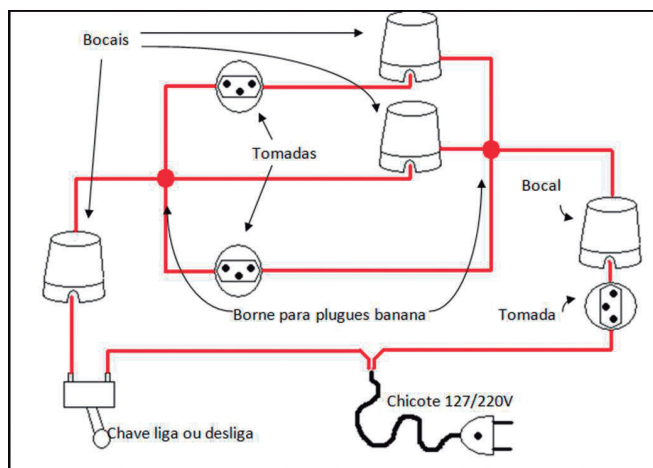 Bocais
Tomadas
Bocal
Borne para plugues banana
Tomada
Chicote 127/220V
Chave liga ou desliga